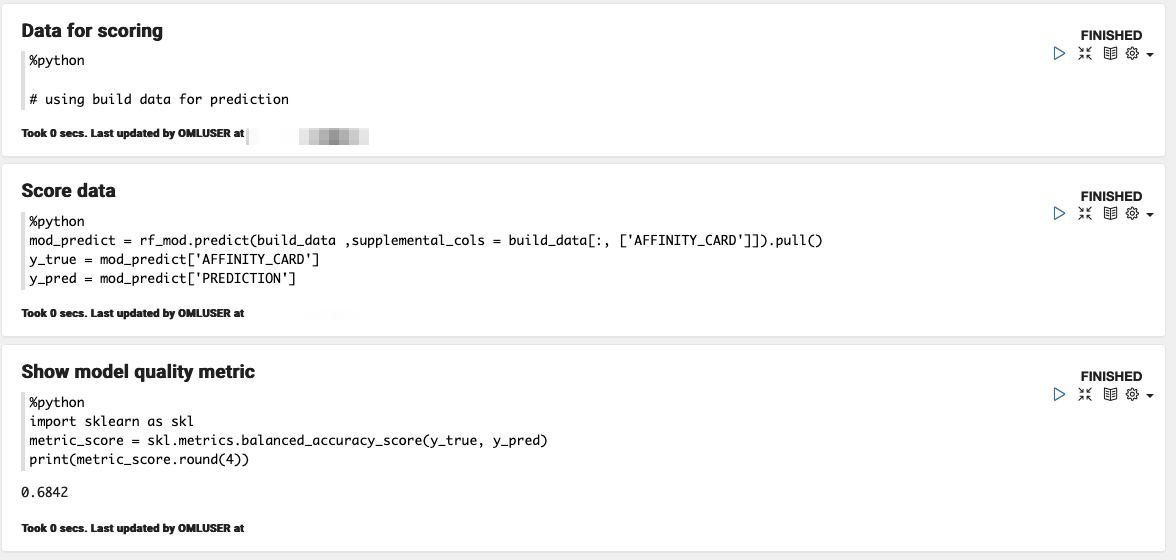 Data for scoring
FINISHED
%python
# using build data for prediction
Took 0 secs. Last updated by OMLUSER at
Score data
FINISHED
%python
mod_predict = rf_mod.predict(build_data ,supplemental_cols = build_data[:, ['AFFINITY_CARD']]).pull()
y_true = mod_predict['AFFINITY_CARD']
y_pred = mod_predict['PREDICTION']
Took 0 secs. Last updated by OMLUSER at
Show model quality metric
FINISHED
%python
import sklearn as skl
metric_score = skl.metrics.balanced_accuracy_score(y_true, y_pred)
print(metric_score.round(4))
0.6842
Took 0 secs. Last updated by OMLUSER at